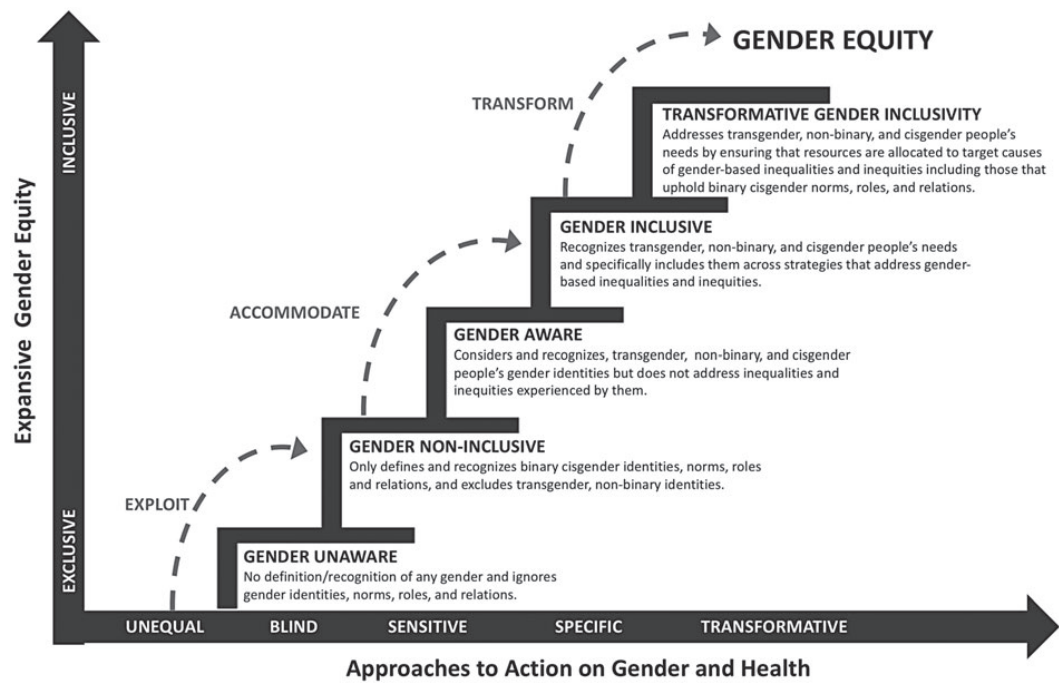 GENDER EQUITY
TRANSFORM
TRANSFORMATIVE GENDER INCLUSIVITY
Addresses transgender, non-binary, and cisgender people's
needs by ensuring that resources are allocated to target causes
of gender-based inequalities and inequities including those that
uphold binary cisgender norms, roles, and relations.
GENDER INCLUSIVE
Recognizes transgender, non-binary, and cisgender people's needs
and specifically includes them across strategies that address gender-
based inequalities and inequities.
ACCOMMODATE
GENDER AWARE
Considers and recognizes, transgender, non-binary, and cisgender
people's gender identities but does not address inequalities and
inequities experienced by them.
GENDER NON-INCLUSIVE
Only defines and recognizes binary cisgender identities, norms, roles
and relations, and excludes transgender, non-binary identities.
EXPLOIT
GENDER UNAWARE
No definition/recognition of any gender and ignores
gender identities, norms, roles, and relations.
Expansive Gender Equity
INCLUSIVE
EXCLUSIVE
UNEQUAL BLIND SENSITIVE SPECIFIC TRANSFORMATIVE
Approaches to Action on Gender and Health